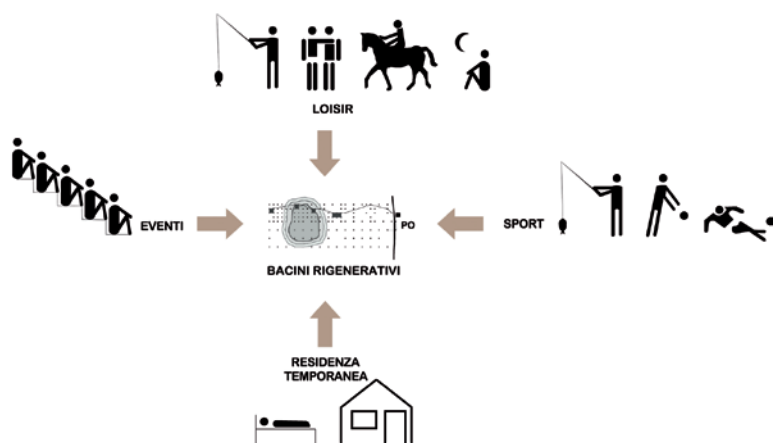 LOISIR
EVENTI
PO
SPORT
BACINI RIGENERATIVI
RESIDENZA
TEMPORANEA